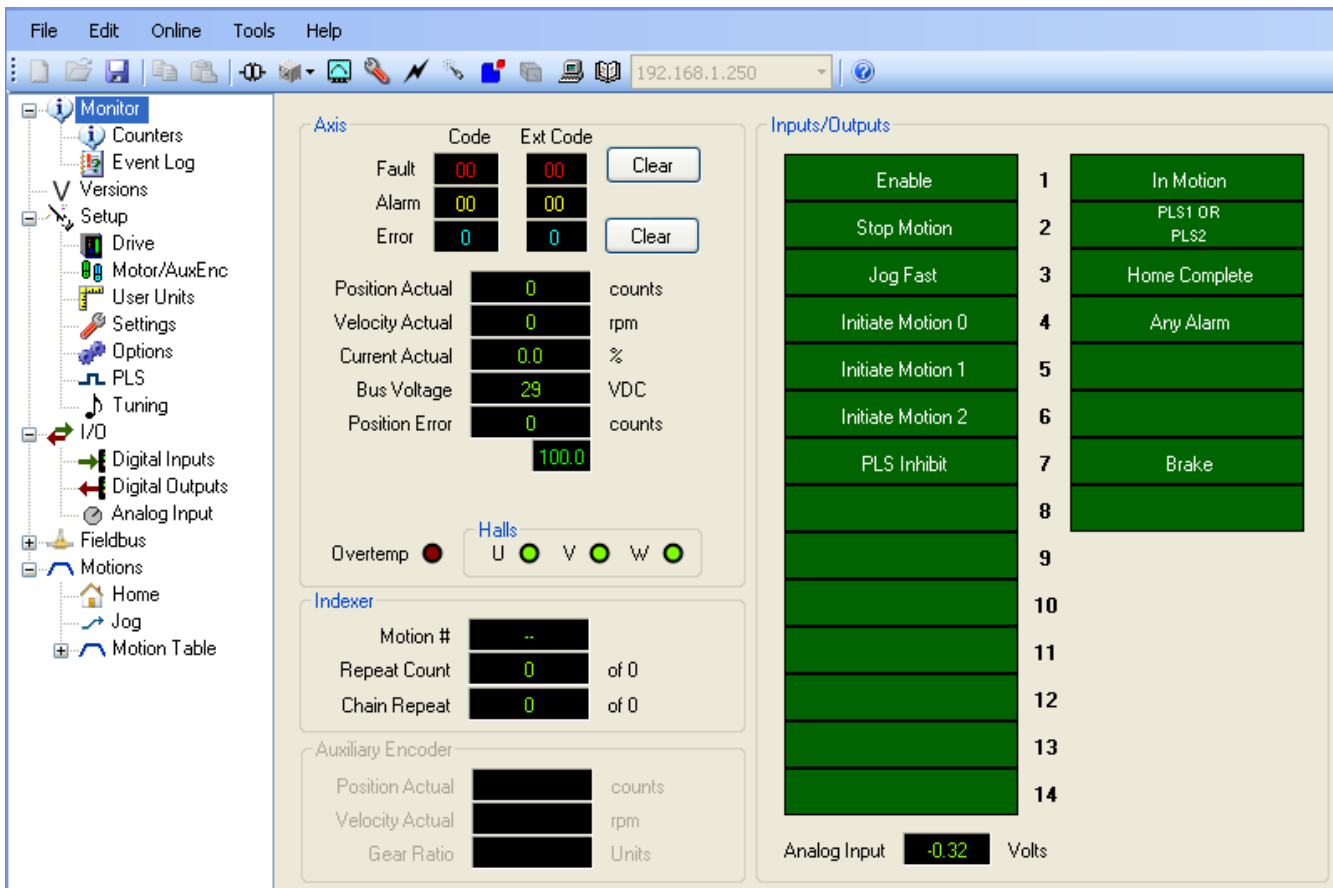 File Edit Online Tools Help
192.168.1.250
Monitor
Counters
Event Log
Versions
Setup
Drive
Motor/AuxEnc
User Units
Settings
Options
PLS
Tuning
I/O
Digital Inputs
Digital Outputs
Analog Input
Fieldbus
Motions
Home
Jog
Motion Table
Axis
Code Ext Code
Fault 00 00 Clear
Alarm 00 00
Error 0 0 Clear
Position Actual 0 counts
Velocity Actual 0 rpm
Current Actual 0.0 %
Bus Voltage 29 VDC
Position Error 0 counts
100.0
Halls
Overtemp U V W
Indexer
Motion # --
Repeat Count 0 of 0
Chain Repeat 0 of 0
Auxiliary Encoder
Position Actual counts
Velocity Actual rpm
Gear Ratio Units
Inputs/Outputs
Enable 1 In Motion
Stop Motion 2 PLS1 OR
PLS2
Jog Fast 3 Home Complete
Initiate Motion 0 4 Any Alarm
Initiate Motion 1 5
Initiate Motion 2 6
PLS Inhibit 7 Brake
8
9
10
11
12
13
14
Analog Input -0.32 Volts